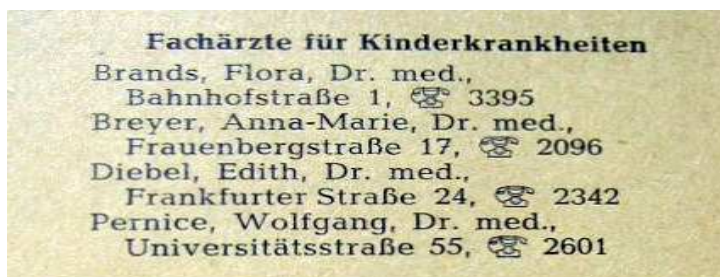 Fachärzte für Kinderkrankheiten
Brands, Flora, Dr. med.,
Bahnhofstraße 1, ☎ 3395
Breyer, Anna-Marie, Dr. med.,
Frauenbergstraße 17, ☎ 2096
Diebel, Edith, Dr. med.,
Frankfurter Straße 24, ☎ 2342
Pernice, Wolfgang, Dr. med.,
Universitätsstraße 55, ☎ 2601